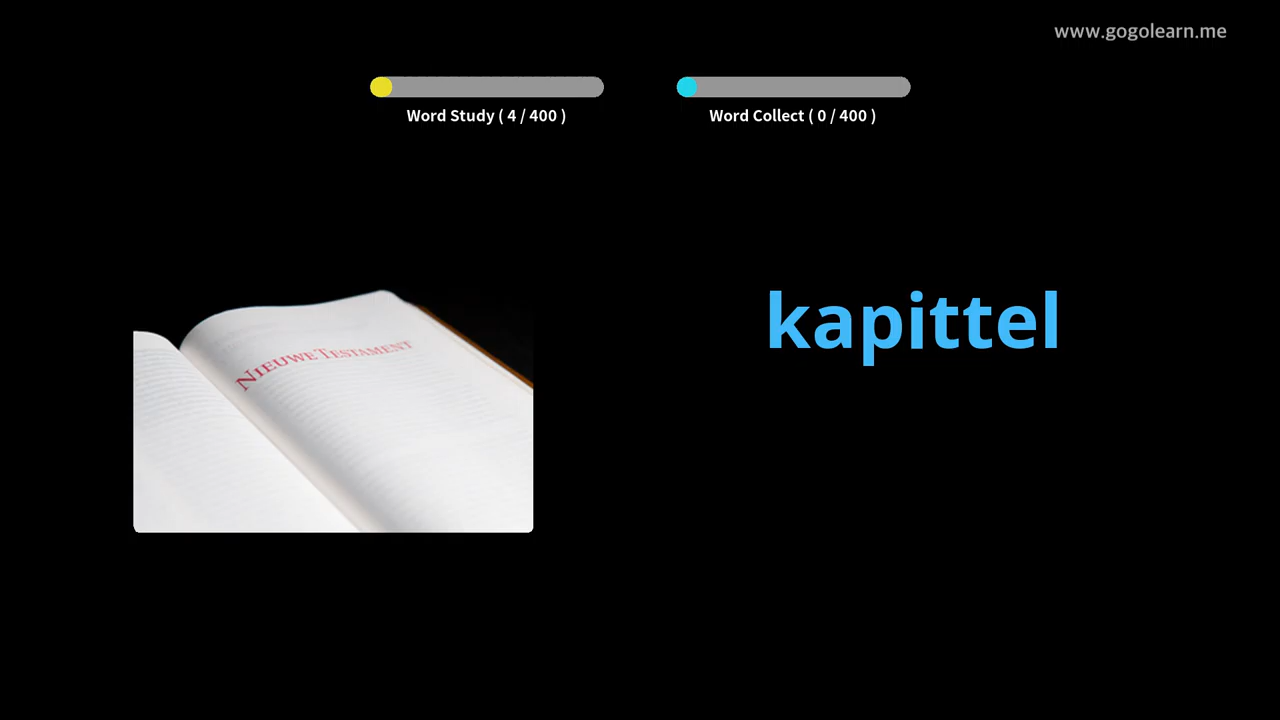 www.gogolearn.me
Word Study ( 4 / 400 )
Word Collect ( 0 / 400 )
kapittel
NIEUWE TESTAMENT